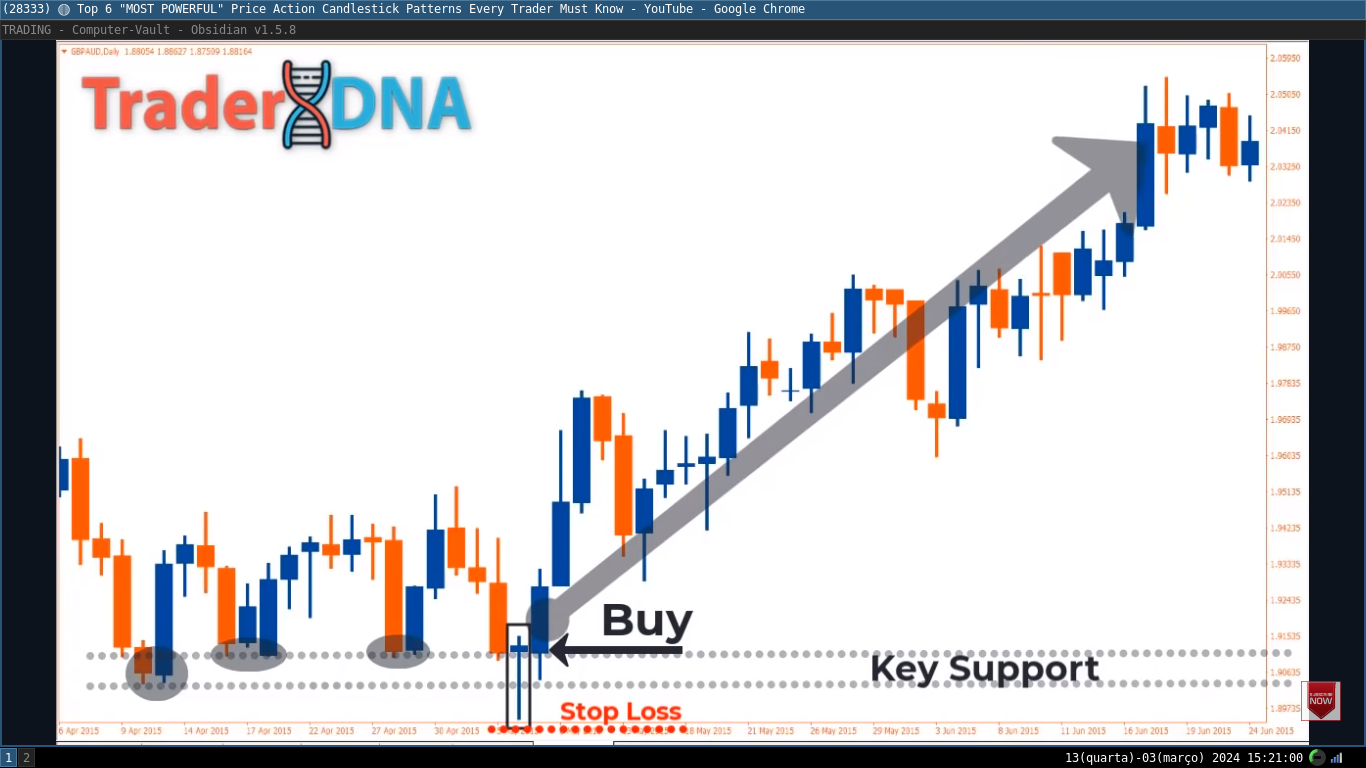 (28333) Top 6 "MOST POWERFUL" Price Action Candlestick Patterns Every Trader Must Know - YouTube - Google Chrome
TRADING - Computer-Vault - Obsidian v1.5.8
GBPAUD,Daily 1.88054 1.88627 1.87509 1.88164
TraderDNA
2.05950
2.05050
2.04150
2.03250
2.02350
2.01450
2.00550
1.99650
1.98750
1.97835
1.96935
1.96035
1.95135
1.94235
1.93335
1.92435
1.91535
1.90635
1.89735
Buy
Key Support
Stop Loss
SUBSCRIBE
NOW
6 Apr 2015 9 Apr 2015 14 Apr 2015 17 Apr 2015 22 Apr 2015 27 Apr 2015 30 Apr 2015 18 May 2015 21 May 2015 26 May 2015 29 May 2015 3 Jun 2015 8 Jun 2015 11 Jun 2015 16 Jun 2015 19 Jun 2015 24 Jun 2015
1 2
13(quarta)-03(março) 2024 15:21:00